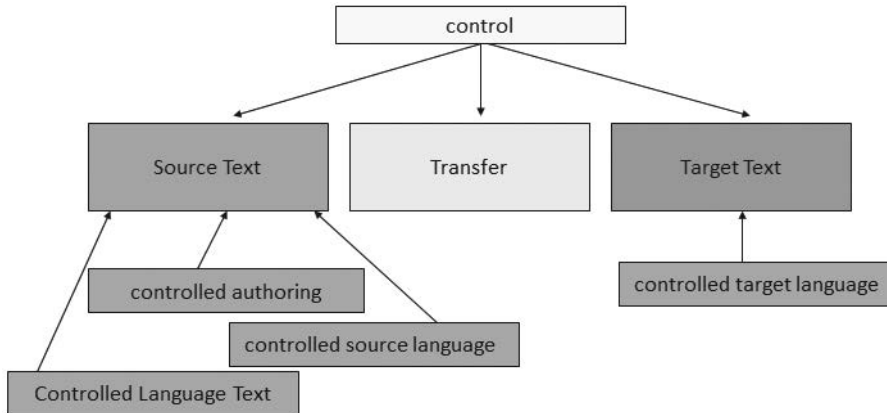 control
Source Text
Transfer
Target Text
controlled authoring
controlled target language
controlled source language
Controlled Language Text